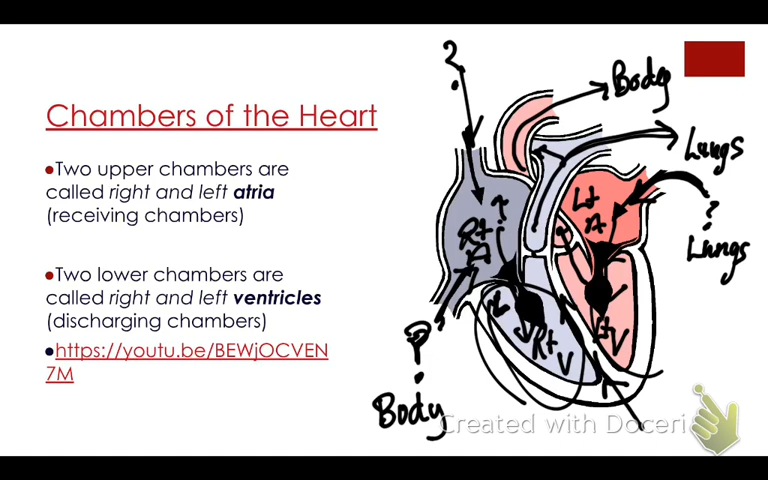 Chambers of the Heart
•Two upper chambers are
called right and left atria
(receiving chambers)
•Two lower chambers are
called right and left ventricles
(discharging chambers)
•https://youtu.be/BEWjOCVEN
7M
?
Body
Lungs
Lt
A
?
Lungs
?
Rt
A
Rt
V
Lt
V
?
Body
Created with Doceri